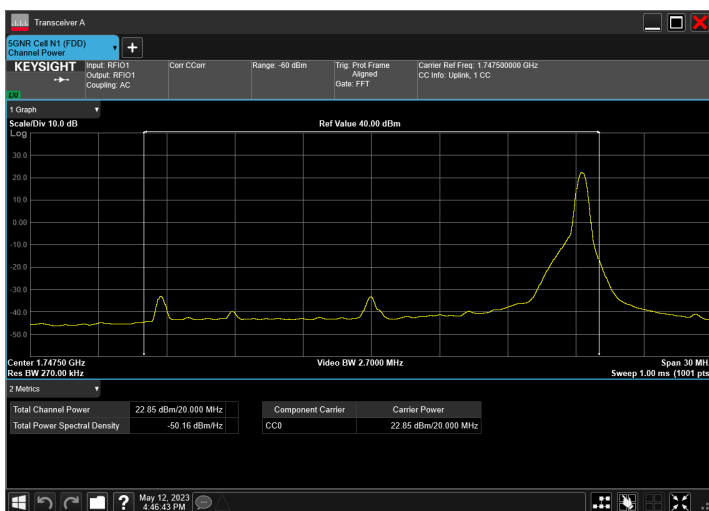 Transceiver A
5GNR Cell N1 (FDD)
Channel Power
KEYSIGHT
LXI
Input: RFIO1
Output: RFIO1
Coupling: AC
Corr CCorr
Range: -60 dBm
Trig: Prot Frame
Aligned
Gate: FFT
Carrier Ref Freq: 1.747500000 GHz
CC Info: Uplink, 1 CC
1 Graph
Scale/Div 10.0 dB
Ref Value 40.00 dBm
Log
30.0
20.0
10.0
0.00
-10.0
-20.0
-30.0
-40.0
-50.0
Center 1.74750 GHz
Video BW 2.7000 MHz
Span 30 MH
Res BW 270.00 kHz
Sweep 1.00 ms (1001 pts
2 Metrics
Total Channel Power 22.85 dBm/20.000 MHz
Total Power Spectral Density -50.16 dBm/Hz
Component Carrier Carrier Power
CC0 22.85 dBm/20.000 MHz
?
May 12, 2023
4:46:43 PM